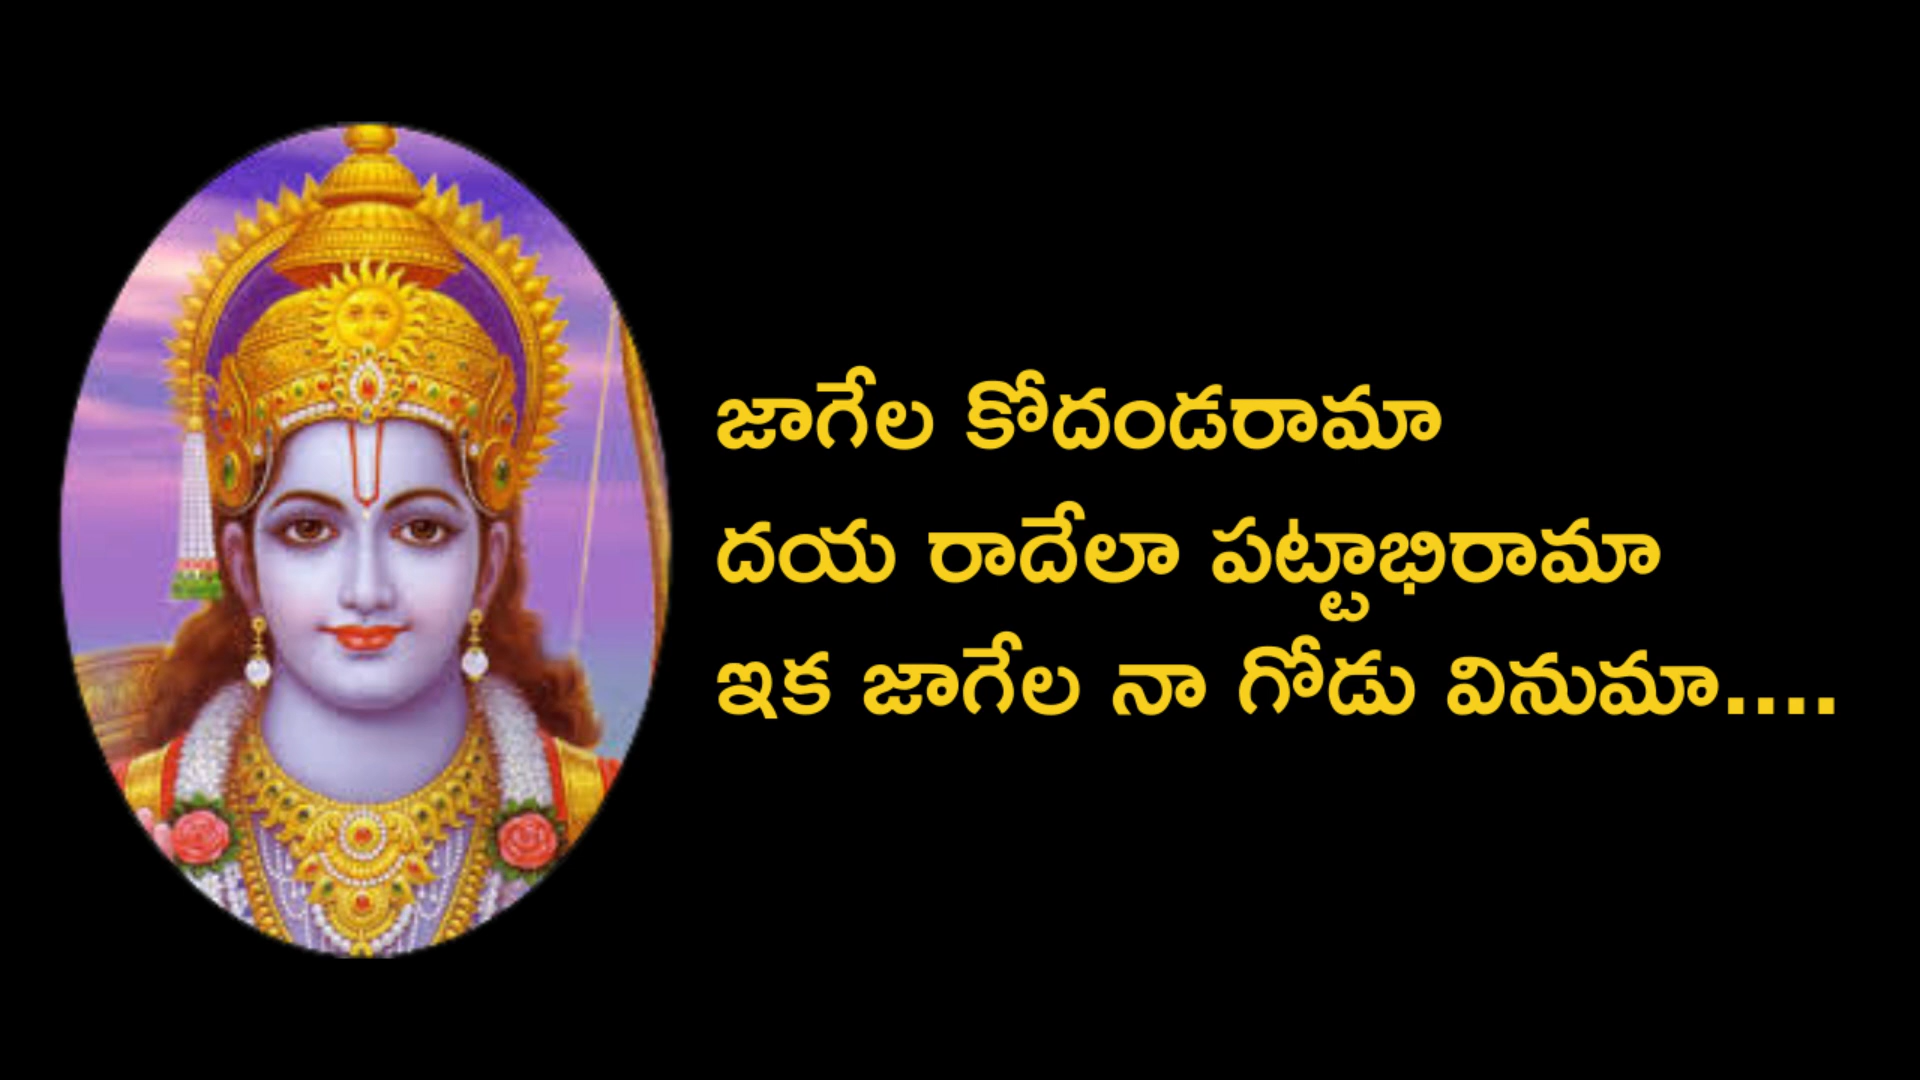 జాగేల కోదండరామా
దయ రాదేలా పట్టాభిరామా
ఇక జాగేల నా గోడు వినుమా....